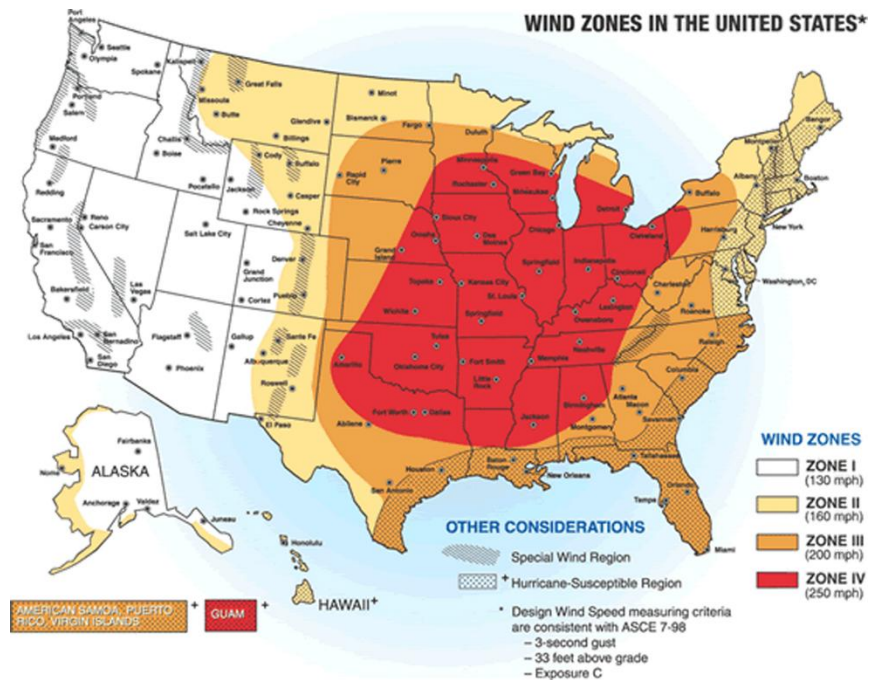 WIND ZONES IN THE UNITED STATES*
Port
Angeles
Seattle
Olympia
Spokane
Kalispell
Great Falls
Missoula
Butte
Glendive
Billings
Minot
Bismarck
Fargo
Duluth
Portland
Salem
Medford
Challis
Boise
Pocatello
Jackson
Cody
Buffalo
Casper
Rock Springs
Cheyenne
Rapid
City
Pierre
Minneapolis
Rochester
Green Bay
Milwaukee
Detroit
Buffalo
Albany
Montpelier
Bangor
Boston
New York
Harrisburg
Washington, DC
Redding
Sacramento
San
Francisco
Reno
Carson City
Salt Lake City
Grand
Junction
Cortez
Denver
Pueblo
Grand
Island
Sioux City
Omaha
Des
Moines
Chicago
Cleveland
Springfield
Indianapolis
Cincinnati
Charleston
Roanoke
Raleigh
Bakersfield
Las
Vegas
Los Angeles
San
Bernadino
San
Diego
Flagstaff
Phoenix
Gallup
Sante Fe
Albuquerque
Roswell
El Paso
Topeka
Kansas City
Wichita
St. Louis
Springfield
Lexington
Owensboro
Nashville
Memphis
Tulsa
Oklahoma City
Amarillo
Fort Smith
Little
Rock
Fort Worth
Dallas
Abilene
Jackson
Birmingham
Montgomery
Atlanta
Macon
Columbia
Savannah
Tallahassee
Houston
San Antonio
Baton
Rouge
New Orleans
Orlando
Tampa
Miami
Fairbanks
ALASKA
Nome
Anchorage
Valdez
Juneau
Honolulu
HAWAII+
AMERICAN SAMOA, PUERTO
RICO, VIRGIN ISLANDS
+
GUAM
+
WIND ZONES
ZONE I
(130 mph)
ZONE II
(160 mph)
ZONE III
(200 mph)
ZONE IV
(250 mph)
OTHER CONSIDERATIONS
Special Wind Region
+ Hurricane-Susceptible Region
* Design Wind Speed measuring criteria
are consistent with ASCE 7-98
– 3-second gust
– 33 feet above grade
– Exposure C